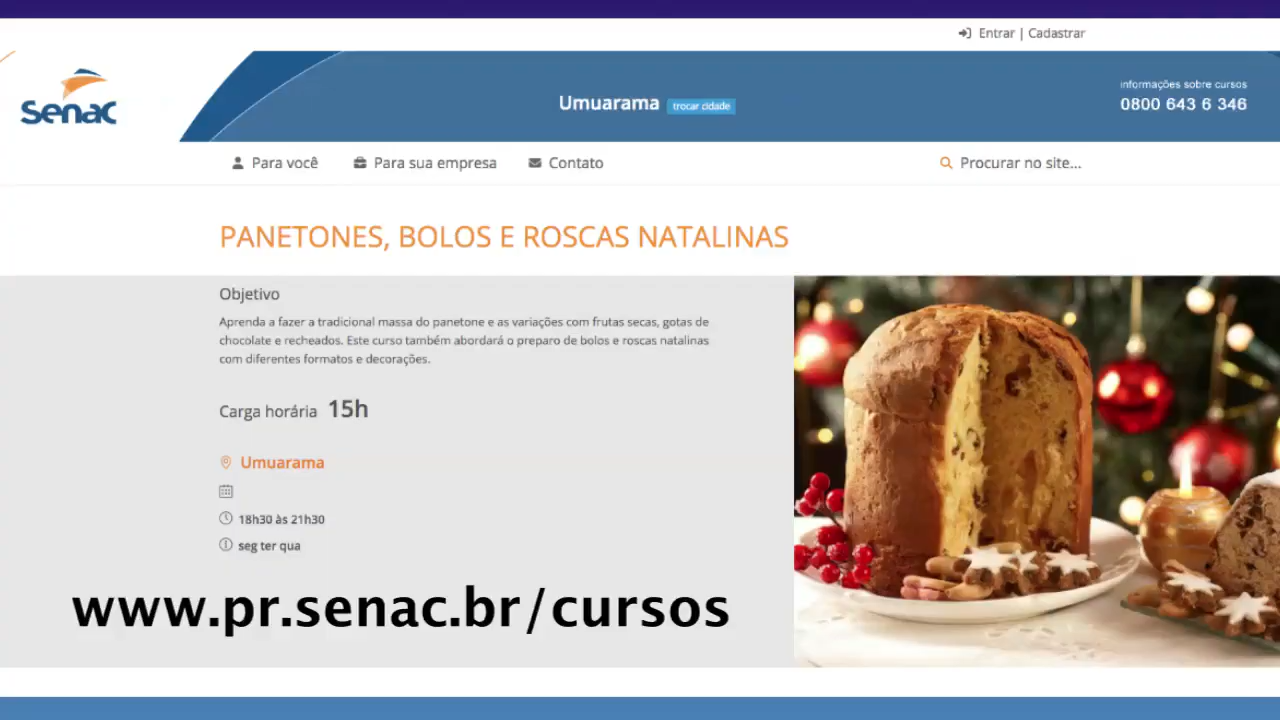 Entrar | Cadastrar
Senac
Umuarama trocar cidade
informações sobre cursos
0800 643 6 346
Para você Para sua empresa Contato Procurar no site...
PANETONES, BOLOS E ROSCAS NATALINAS
Objetivo
Aprenda a fazer a tradicional massa do panetone e as variações com frutas secas, gotas de
chocolate e recheados. Este curso também abordará o preparo de bolos e roscas natalinas
com diferentes formatos e decorações.
Carga horária 15h
Umuarama
18h30 às 21h30
seg ter qua
www.pr.senac.br/cursos